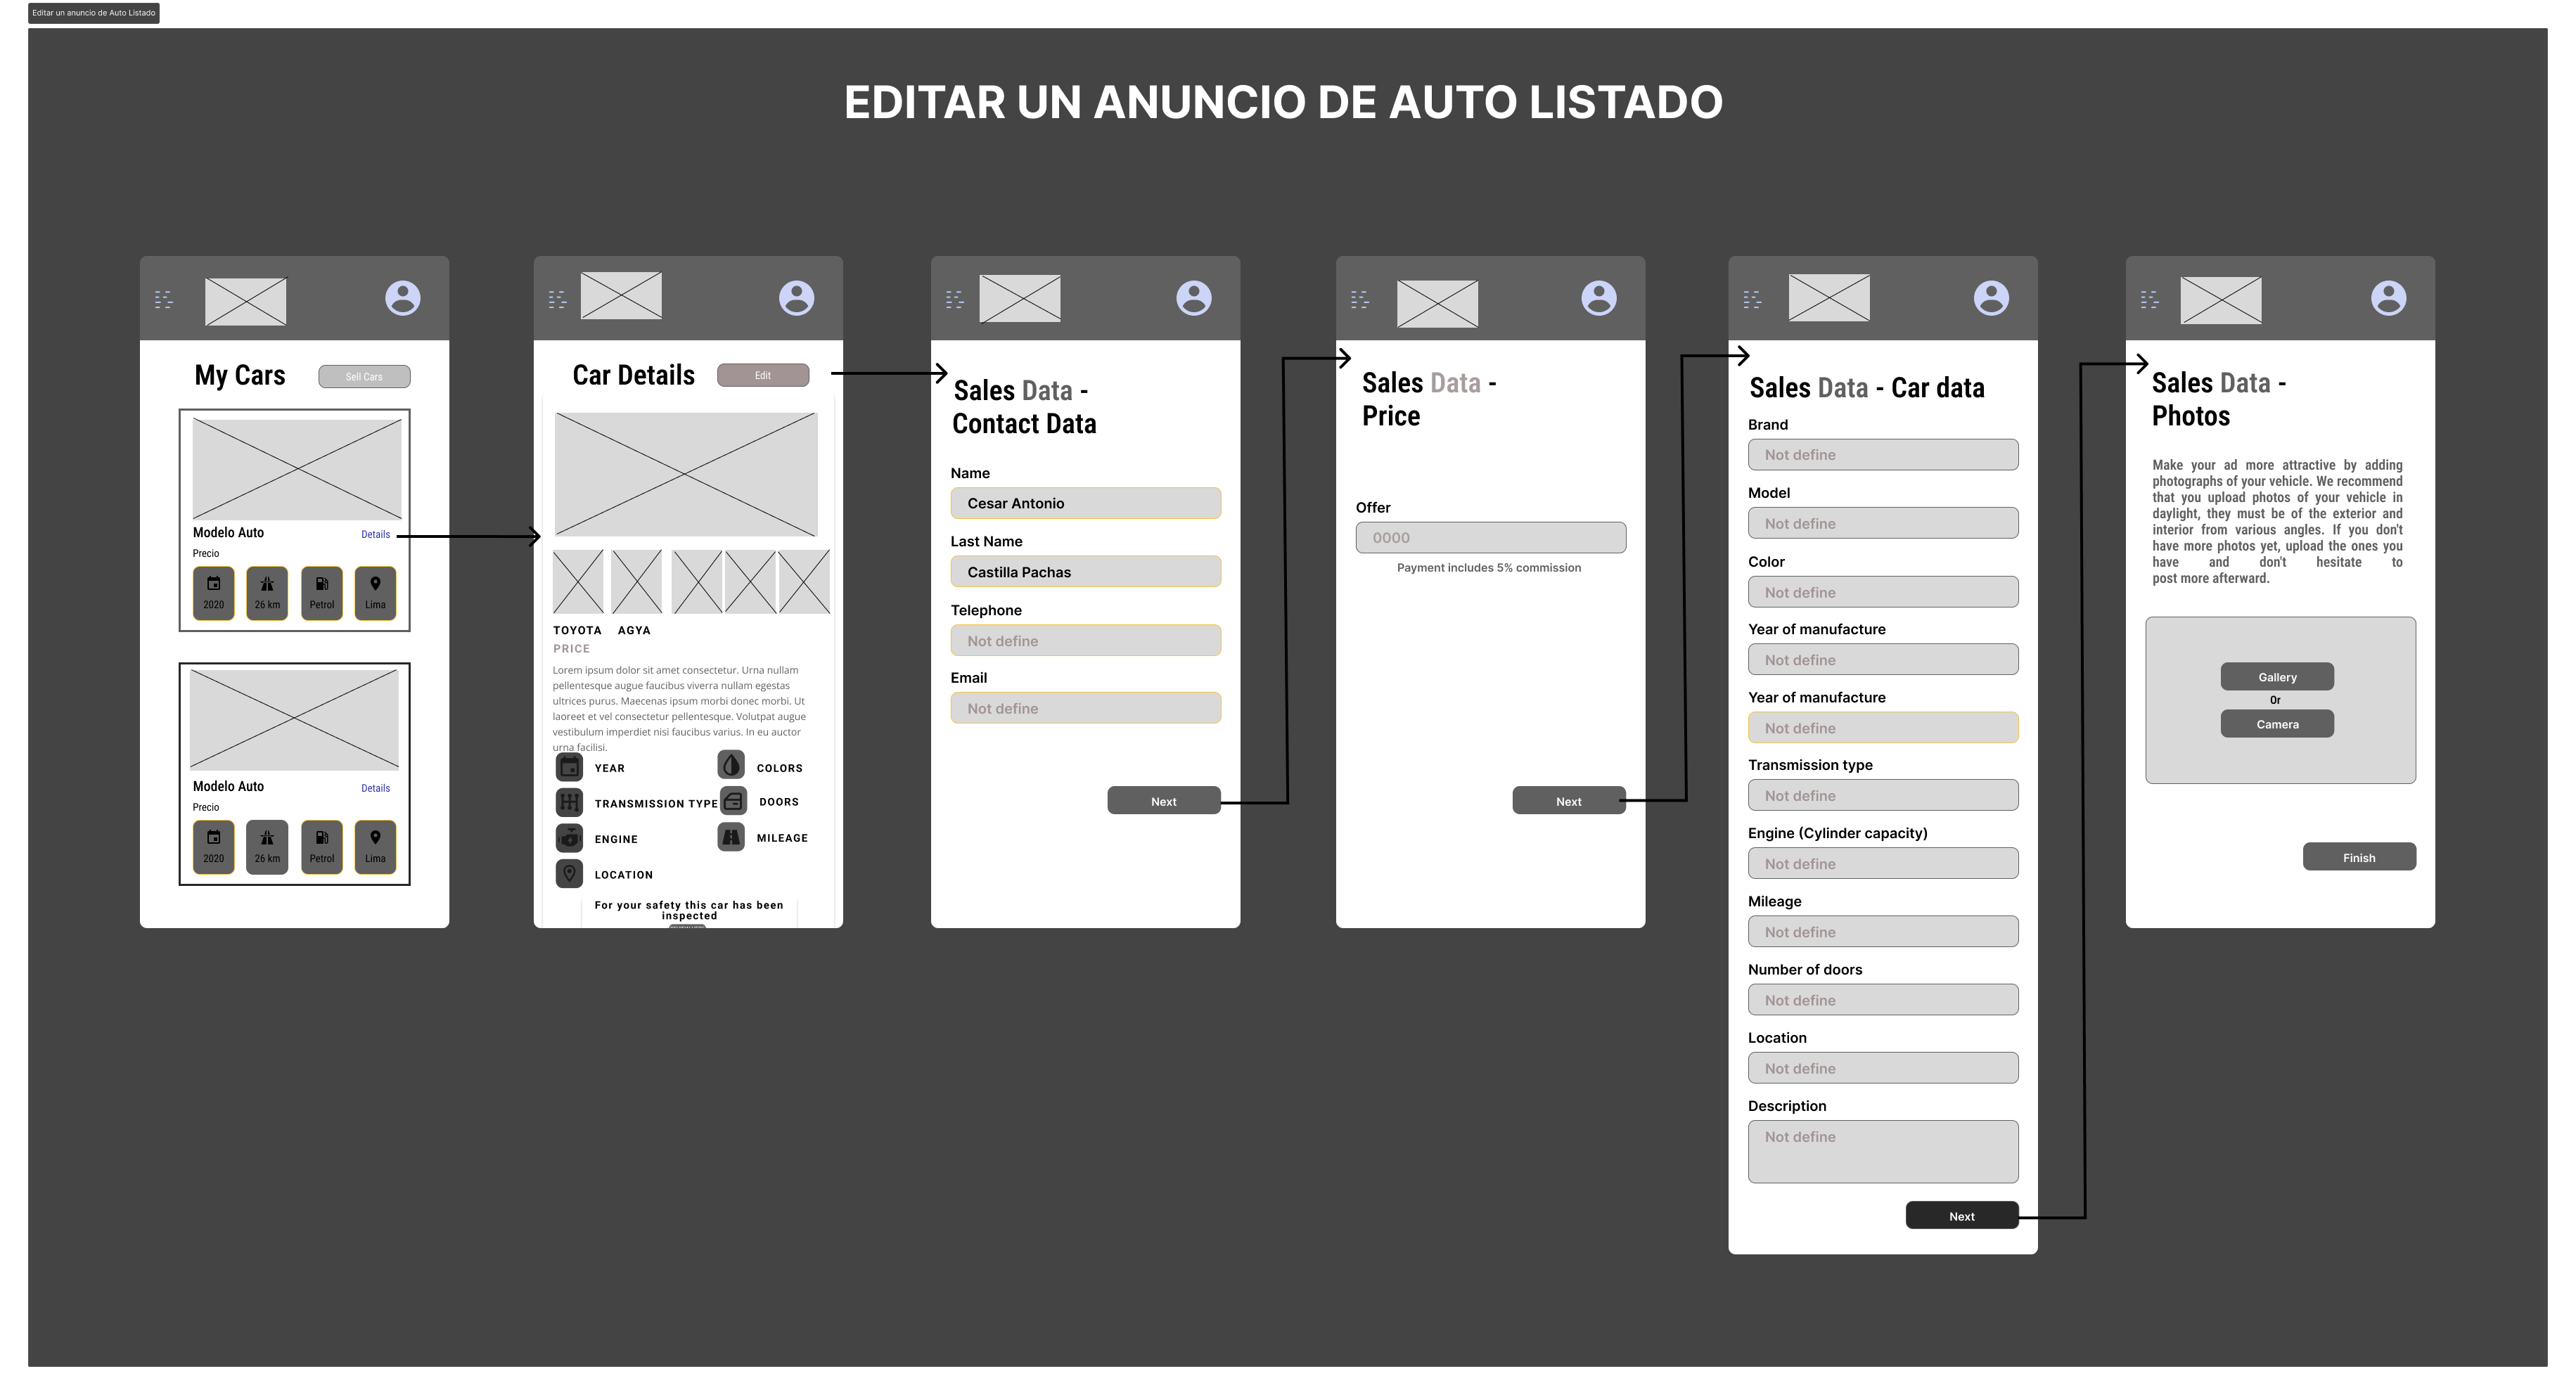 Editar un anuncio de Auto Listado
EDITAR UN ANUNCIO DE AUTO LISTADO
My Cars
Sell Cars
Modelo Auto
Details
Precio
2020
26 km
Petrol
Lima
Modelo Auto
Details
Precio
2020
26 km
Petrol
Lima
Car Details
Edit
TOYOTA AGYA
PRICE
Lorem ipsum dolor sit amet consectetur. Urna nullam
pellentesque augue faucibus viverra nullam egestas
ultrices purus. Maecenas ipsum morbi donec morbi. Ut
laoreet et vel consectetur pellentesque. Volutpat augue
vestibulum imperdiet nisi faucibus varius. In eu auctor
urna facilisi.
YEAR
COLORS
TRANSMISSION TYPE
DOORS
ENGINE
MILEAGE
LOCATION
For your safety this car has been
inspected
Sales Data -
Contact Data
Name
Cesar Antonio
Last Name
Castilla Pachas
Telephone
Not define
Email
Not define
Next
Sales Data -
Price
Offer
0000
Payment includes 5% commission
Next
Sales Data - Car data
Brand
Not define
Model
Not define
Color
Not define
Year of manufacture
Not define
Year of manufacture
Not define
Transmission type
Not define
Engine (Cylinder capacity)
Not define
Mileage
Not define
Number of doors
Not define
Location
Not define
Description
Not define
Next
Sales Data -
Photos
Make your ad more attractive by adding
photographs of your vehicle. We recommend
that you upload photos of your vehicle in
daylight, they must be of the exterior and
interior from various angles. If you don't
have more photos yet, upload the ones you
have and don't hesitate to
post more afterward.
Gallery
Or
Camera
Finish